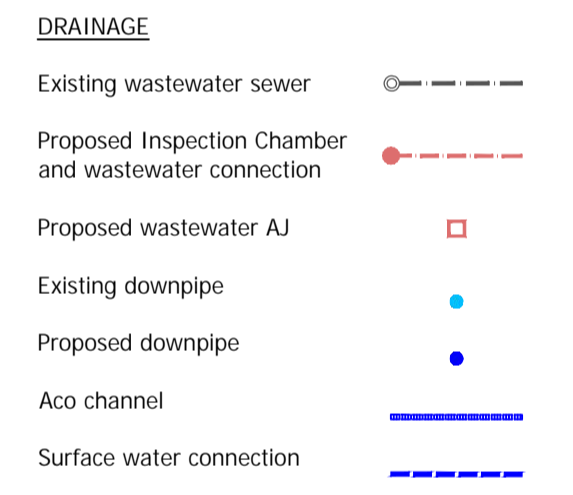 DRAINAGE
Existing wastewater sewer
Proposed Inspection Chamber
and wastewater connection
Proposed wastewater AJ
Existing downpipe
Proposed downpipe
Aco channel
Surface water connection